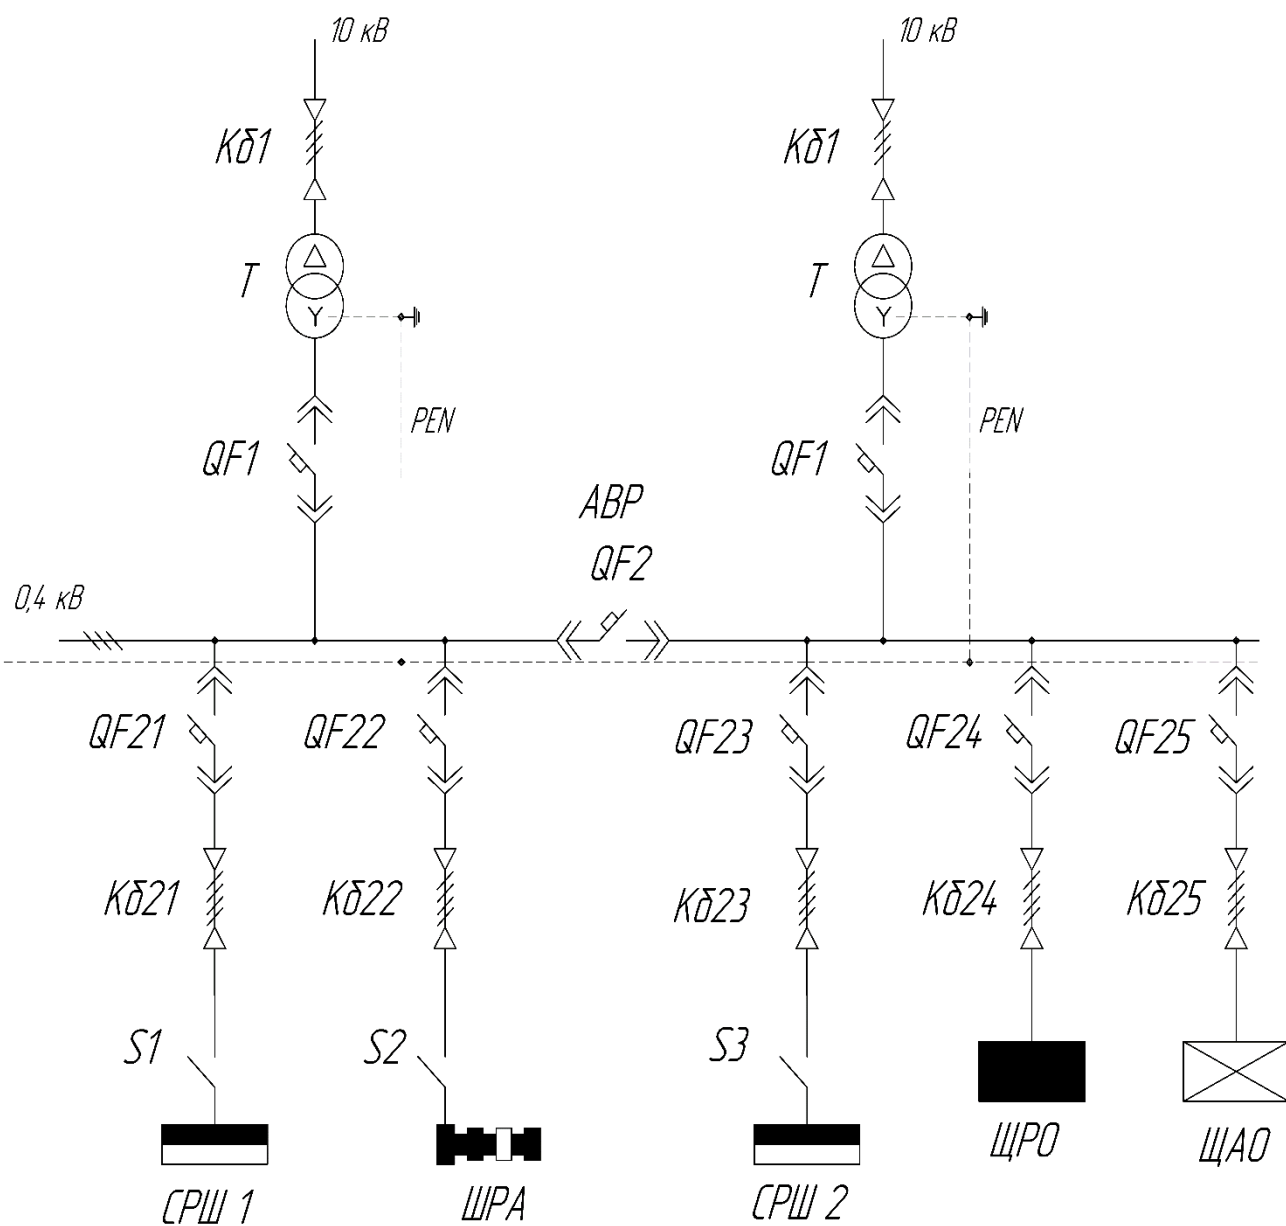 10 кВ
10 кВ
Кб1
Кб1
Т
Т
PEN
PEN
QF1
QF1
АВР
QF2
0,4 кВ
QF21
QF22
QF23
QF24
QF25
Кб21
Кб22
Кб23
Кб24
Кб25
S1
S2
S3
ЩРО
ЩАО
СРШ 1
ШРА
СРШ 2